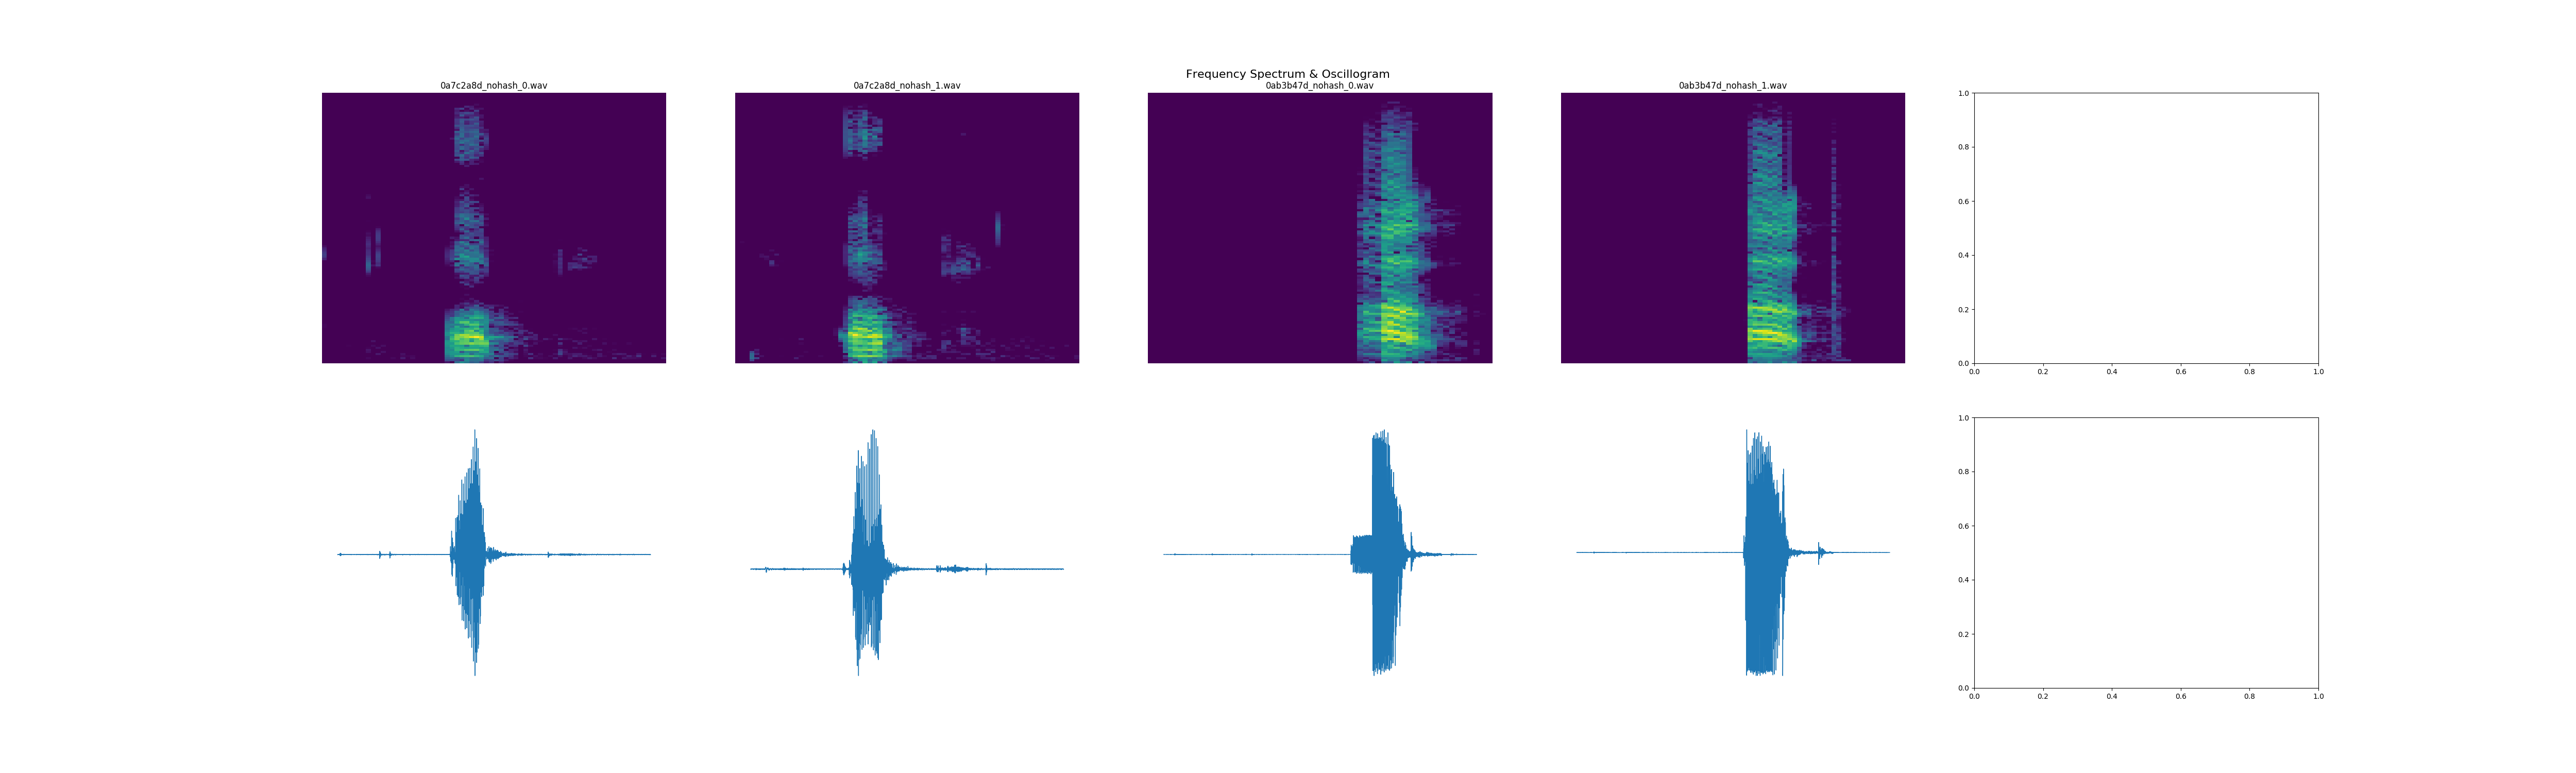 Frequency Spectrum & Oscillogram
0a7c2a8d_nohash_0.wav
0a7c2a8d_nohash_1.wav
0ab3b47d_nohash_0.wav
0ab3b47d_nohash_1.wav
1.0
0.8
0.6
0.4
0.2
0.0
0.0 0.2 0.4 0.6 0.8 1.0
1.0
0.8
0.6
0.4
0.2
0.0
0.0 0.2 0.4 0.6 0.8 1.0